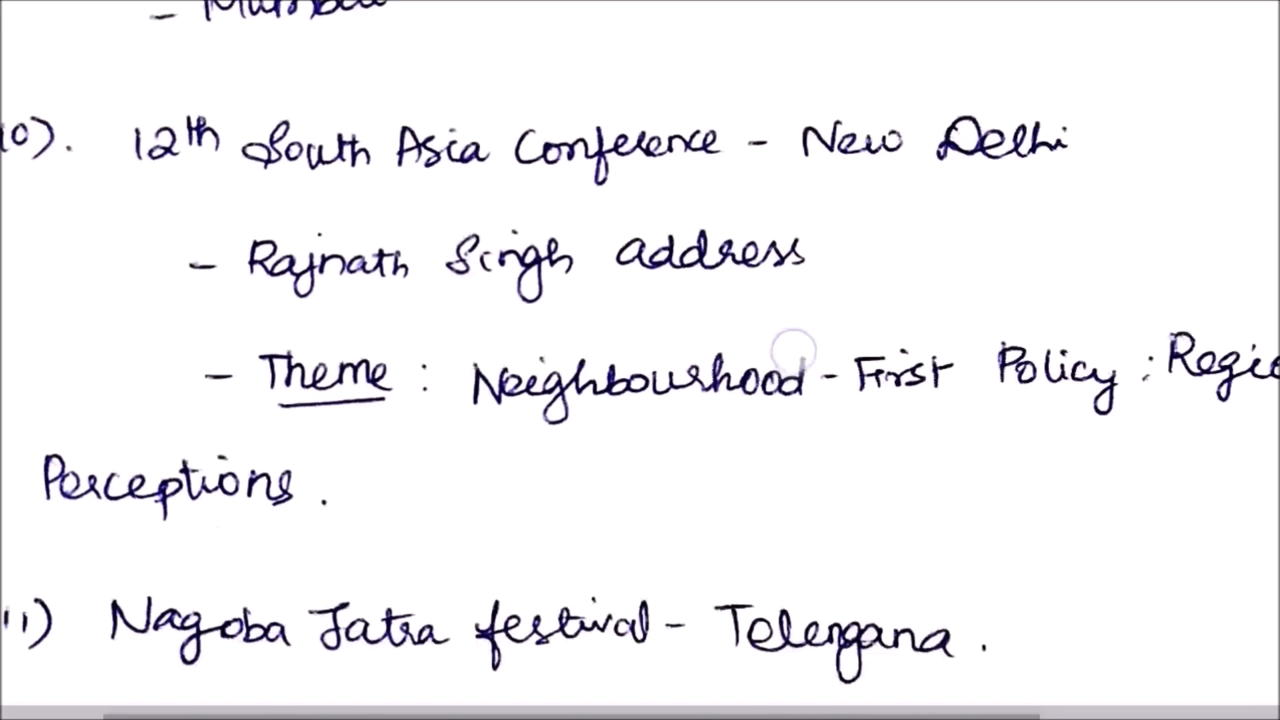 10). 12th South Asia Conference - New Delhi
- Rajnath Singh address
- Theme : Neighbourhood - First Policy :
Perceptions .
11) Nagoba Jatra festival - Telengana .